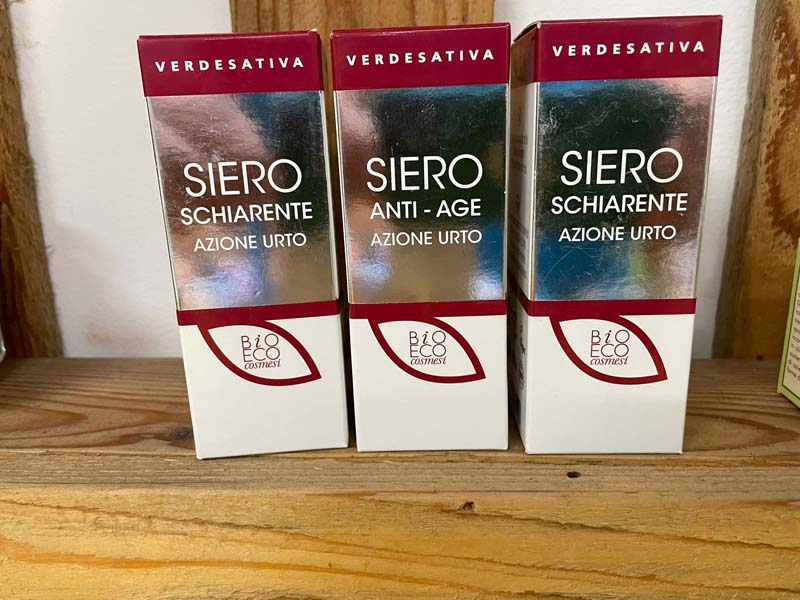 VERDESATIVA
SIERO
SCHIARENTE
AZIONE URTO
BiO
ECO
cosmesi
VERDESATIVA
SIERO
ANTI - AGE
AZIONE URTO
BiO
ECO
cosmesi
VERDESATIVA
SIERO
SCHIARENTE
AZIONE URTO
BiO
ECO
cosmesi